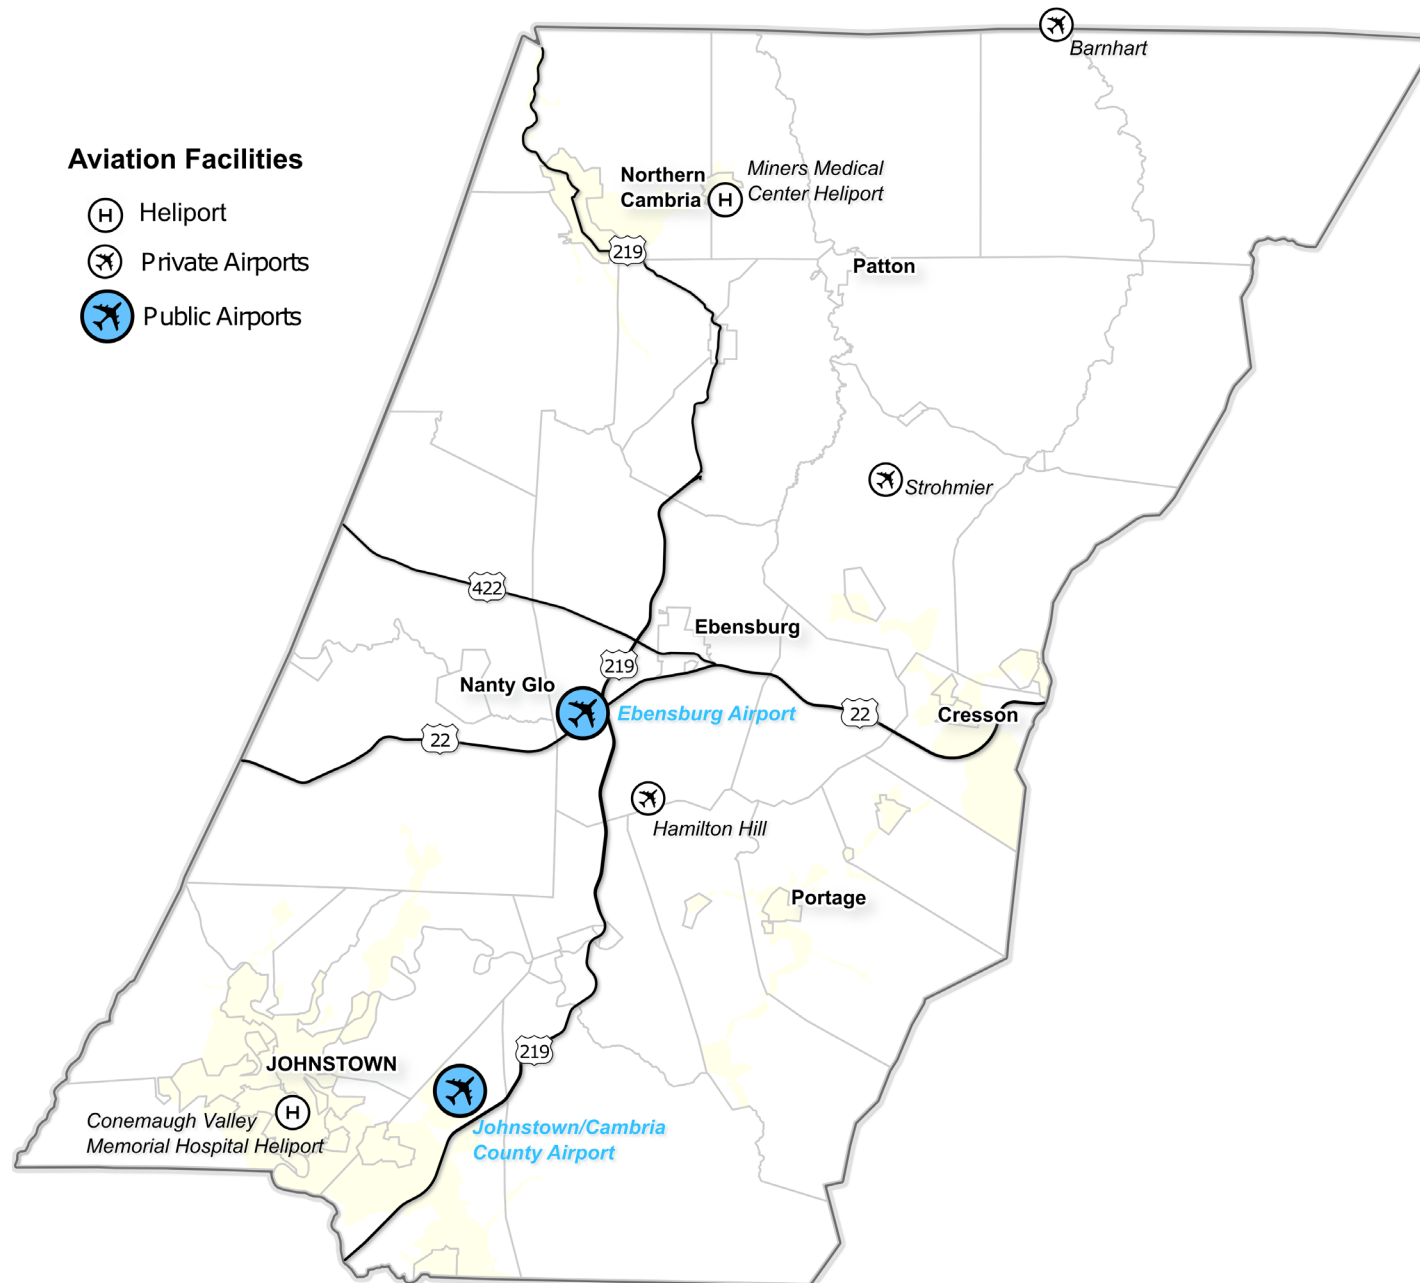 Barnhart
Aviation Facilities
Heliport
Private Airports
Public Airports
Northern
Cambria
Miners Medical
Center Heliport
H
H
219
Patton
Strohmier
422
Ebensburg
219
Nanty Glo
Ebensburg Airport
22
22
Cresson
Hamilton Hill
Portage
219
JOHNSTOWN
Conemaugh Valley
Memorial Hospital Heliport
H
Johnstown/Cambria
County Airport